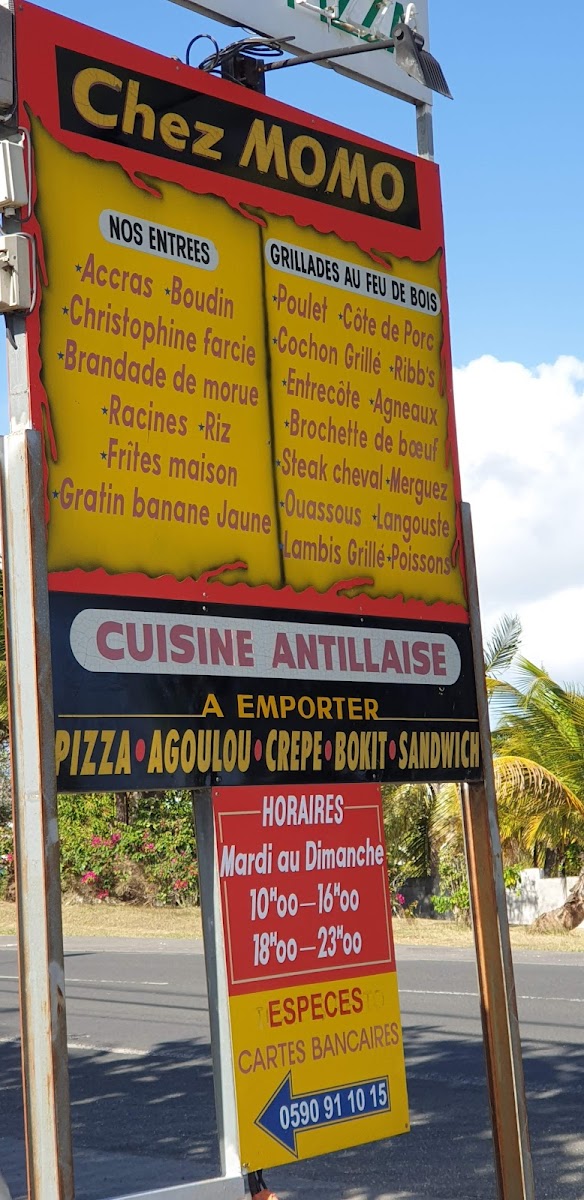 PIZZA
Chez MOMO
NOS ENTREES
★Accras ★Boudin
★Christophine farcie
★Brandade de morue
★Racines ★Riz
★Frîtes maison
★Gratin banane Jaune
GRILLADES AU FEU DE BOIS
★Poulet ★Côte de Porc
★Cochon Grillé ★Ribb's
★Entrecôte ★Agneaux
★Brochette de bœuf
★Steak cheval ★Merguez
★Ouassous ★Langouste
★Lambis Grillé ★Poissons
CUISINE ANTILLAISE
A EMPORTER
PIZZA • AGOULOU • CREPE • BOKIT • SANDWICH
HORAIRES
Mardi au Dimanche
10H00 – 16H00
18H00 – 23H00
ESPECES
CARTES BANCAIRES
0590 91 10 15